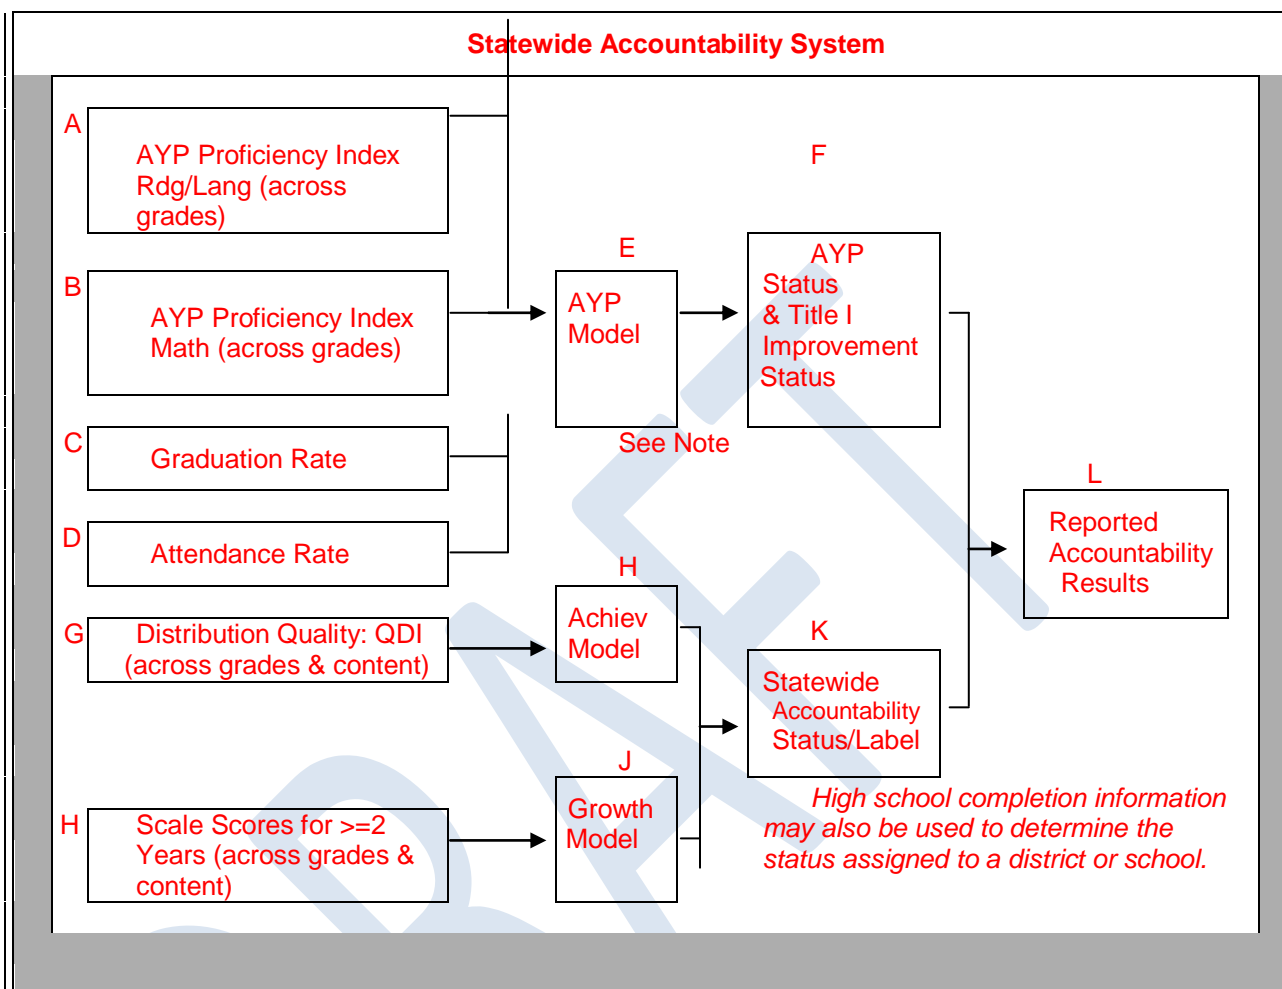 Statewide Accountability System
A
AYP Proficiency Index
Rdg/Lang (across
grades)
B
AYP Proficiency Index
Math (across grades)
C
Graduation Rate
D
Attendance Rate
E
AYP
Model
See Note
F
AYP
Status
& Title I
Improvement
Status
G
Distribution Quality: QDI
(across grades & content)
H
Achiev
Model
H
Scale Scores for >=2
Years (across grades &
content)
J
Growth
Model
K
Statewide
Accountability
Status/Label
High school completion information
may also be used to determine the
status assigned to a district or school.
L
Reported
Accountability
Results
DRAFT